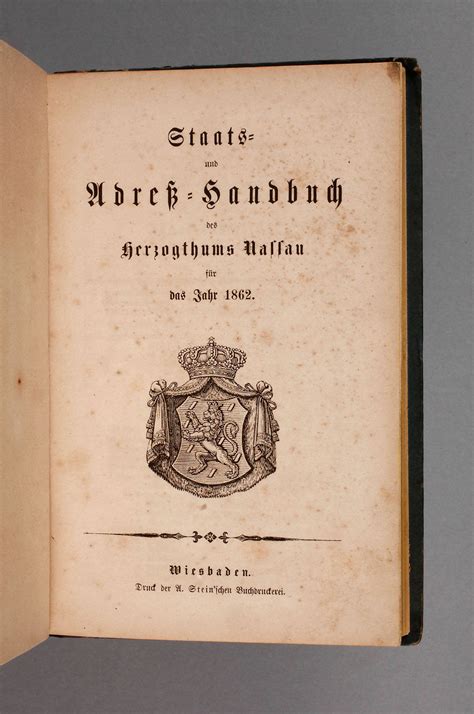 Staats-
und
Adreß-Handbuch
des
Herzogthums Nassau
für
das Jahr 1862.
Wiesbaden.
Druck der A. Stein'schen Buchdruckerei.